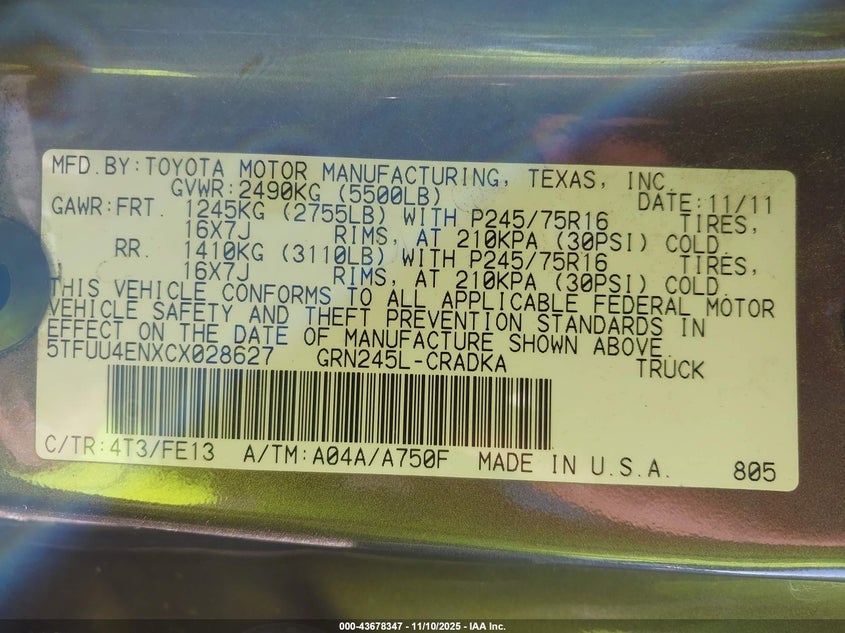 MFD.BY:TOYOTA MOTOR MANUFACTURING, TEXAS, INC.
GVWR:2490KG (5500LB) DATE:11/11
GAWR:FRT. 1245KG (2755LB) WITH P245/75R16 TIRES,
16X7J RIMS, AT 210KPA (30PSI) COLD.
RR. 1410KG (3110LB) WITH P245/75R16 TIRES,
16X7J RIMS, AT 210KPA (30PSI) COLD.
THIS VEHICLE CONFORMS TO ALL APPLICABLE FEDERAL MOTOR
VEHICLE SAFETY AND THEFT PREVENTION STANDARDS IN
EFFECT ON THE DATE OF MANUFACTURE SHOWN ABOVE.
5TFUU4ENXCX028627 GRN245L-CRADKA TRUCK
C/TR:4T3/FE13 A/TM:A04A/A750F MADE IN U.S.A. 805
000-43678347 - 11/10/2025 - IAA Inc.